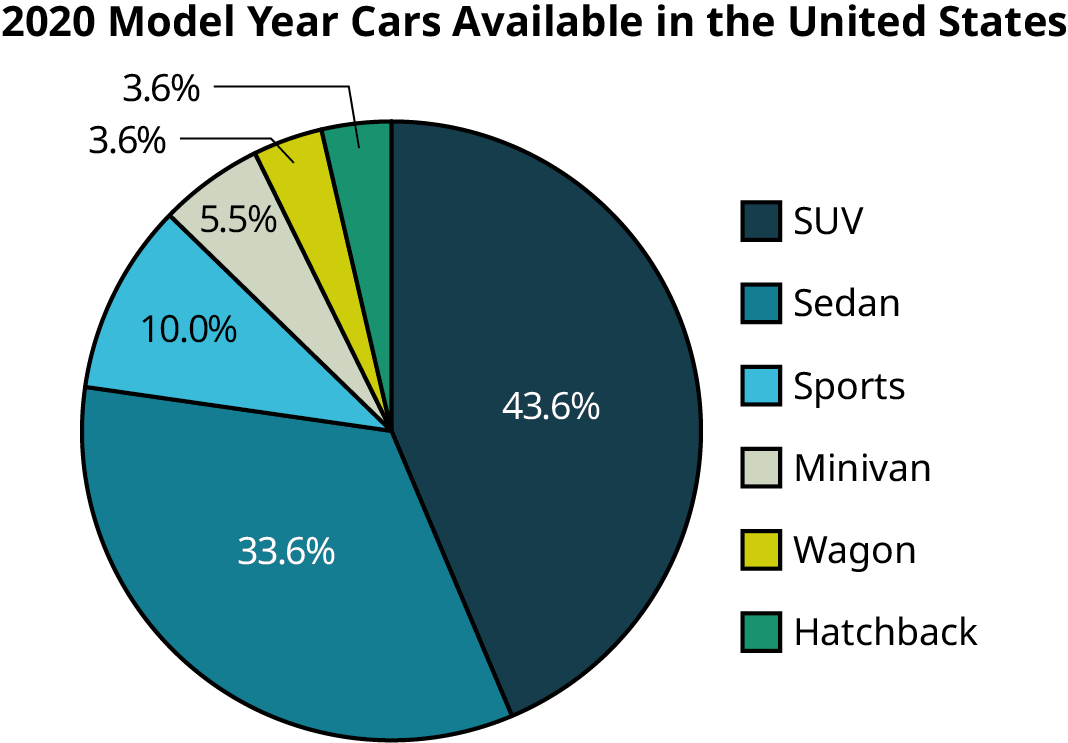 2020 Model Year Cars Available in the United States
3.6%
3.6%
5.5%
10.0%
43.6%
33.6%
SUV
Sedan
Sports
Minivan
Wagon
Hatchback